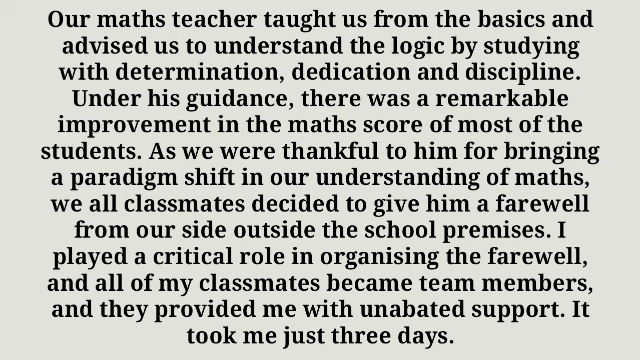 Our maths teacher taught us from the basics and
advised us to understand the logic by studying
with determination, dedication and discipline.
Under his guidance, there was a remarkable
improvement in the maths score of most of the
students. As we were thankful to him for bringing
a paradigm shift in our understanding of maths,
we all classmates decided to give him a farewell
from our side outside the school premises. I
played a critical role in organising the farewell,
and all of my classmates became team members,
and they provided me with unabated support. It
took me just three days.